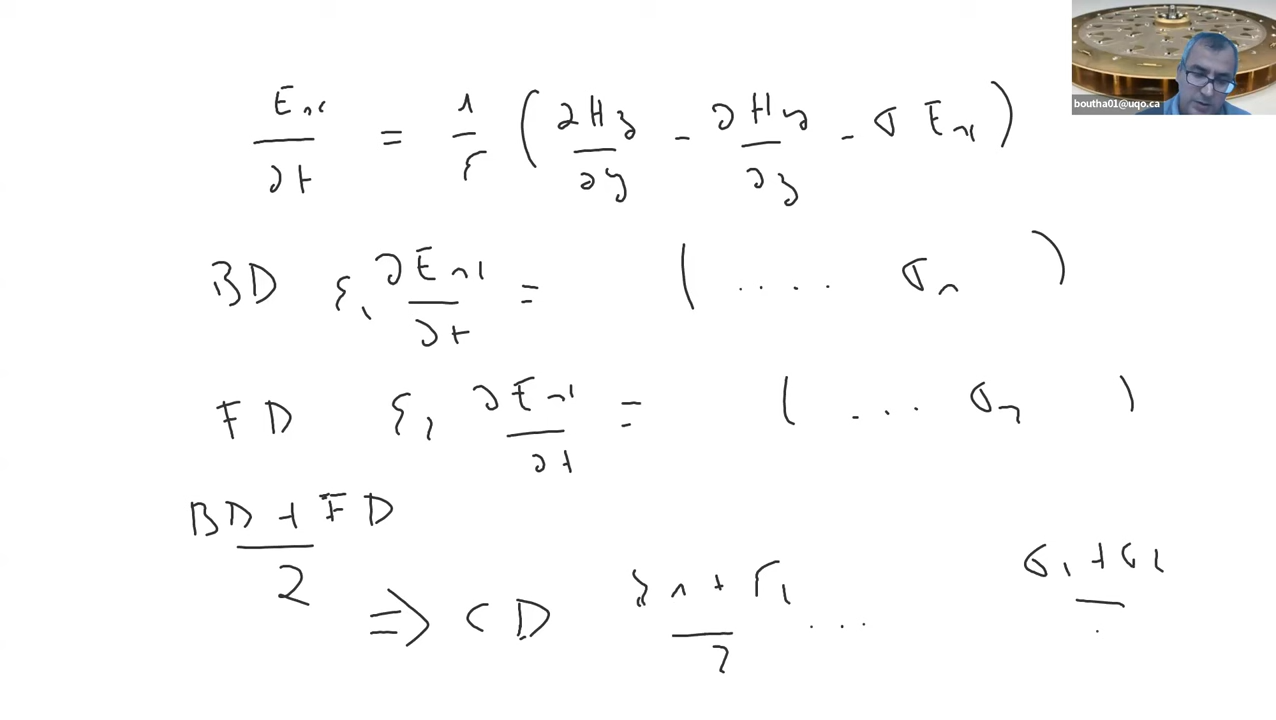 boutha01@uqo.ca
∂t = 1/ε ( ∂Hz/∂y - ∂Hy/∂z - σ Ex )
BD ε1 ∂Ex/∂t = ( .... σ1 )
FD ε2 ∂Ex/∂t = ( ... σ2 )
BD + FD / 2
⇒ CD ε1 + ε2 / 2 ... σ1 + σ2